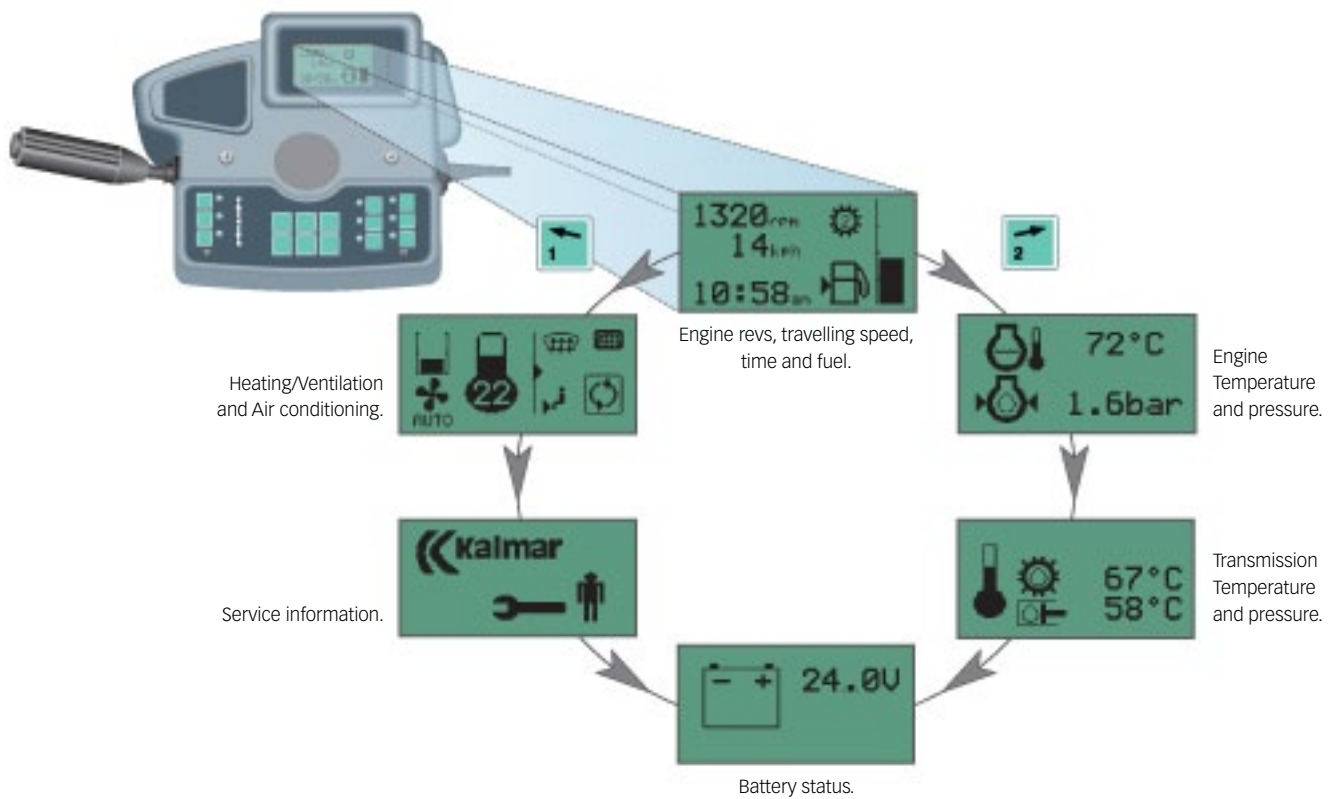 1
1320rpm
14kmh
10:58am
2
Engine revs, travelling speed,
time and fuel.
Heating/Ventilation
and Air conditioning.
AUTO
22
72°C
1.6bar
Engine
Temperature
and pressure.
Service information.
Kalmar
67°C
58°C
Transmission
Temperature
and pressure.
- +
24.0V
Battery status.